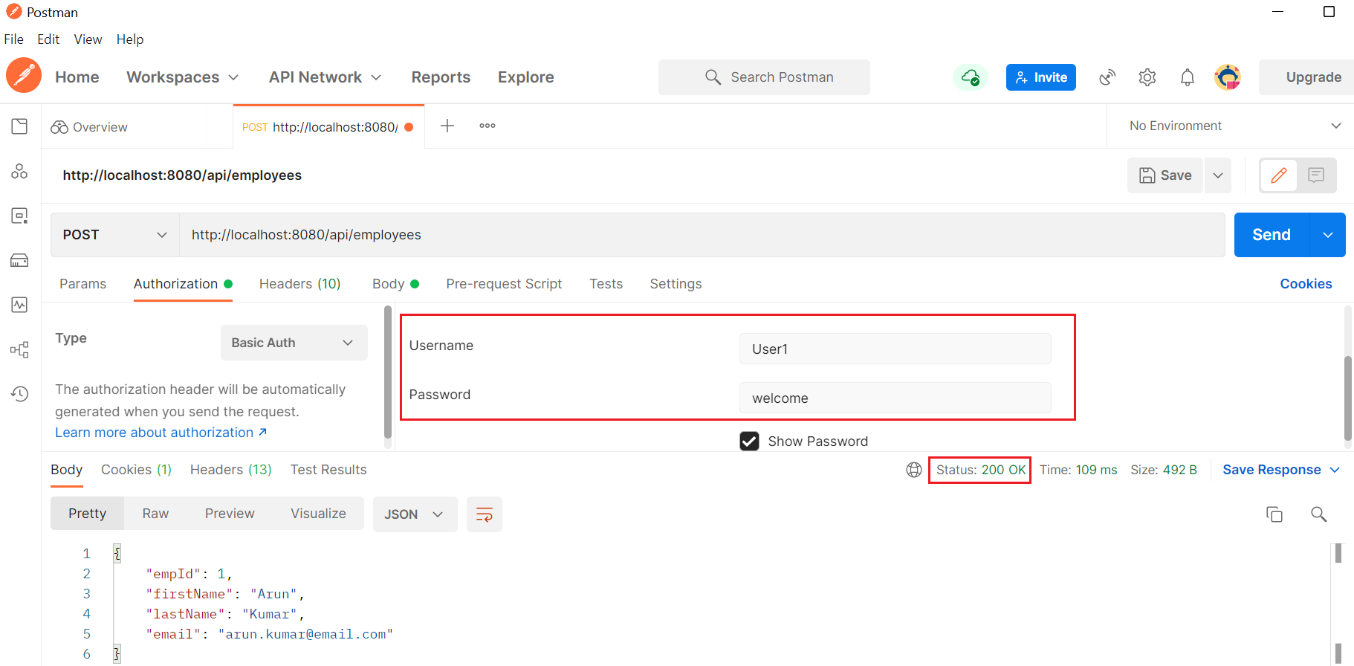 Postman
File Edit View Help
Home Workspaces API Network Reports Explore Search Postman Invite Upgrade
Overview POST http://localhost:8080/ No Environment
http://localhost:8080/api/employees Save
POST http://localhost:8080/api/employees Send
Params Authorization Headers (10) Body Pre-request Script Tests Settings Cookies
Type Basic Auth
The authorization header will be automatically
generated when you send the request.
Learn more about authorization ↗
Username User1
Password welcome
Show Password
Body Cookies (1) Headers (13) Test Results Status: 200 OK Time: 109 ms Size: 492 B Save Response
Pretty Raw Preview Visualize JSON
1 {
2 "empId": 1,
3 "firstName": "Arun",
4 "lastName": "Kumar",
5 "email": "arun.kumar@email.com"
6 }